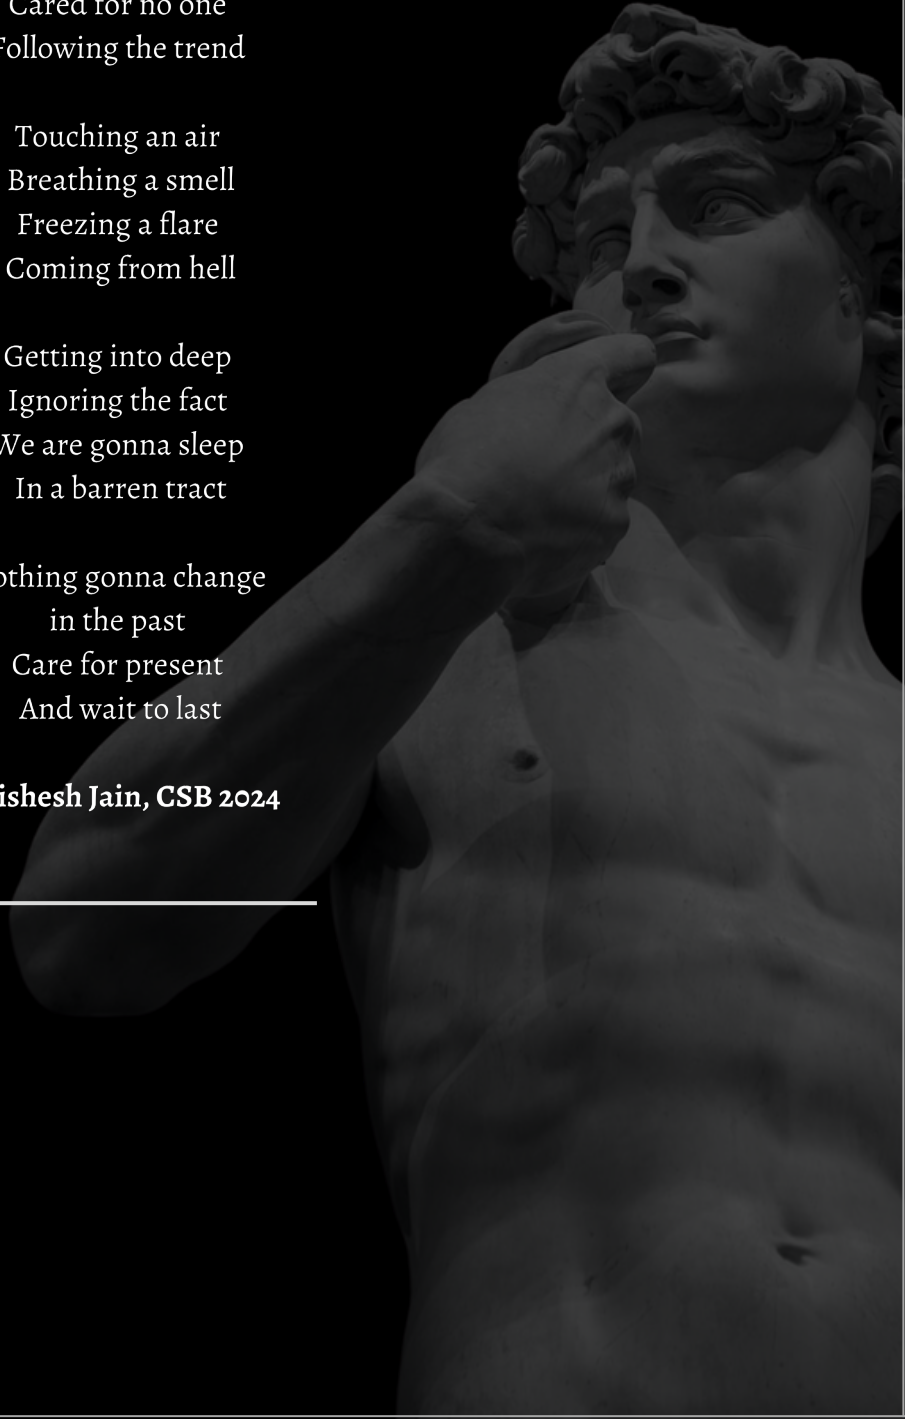 Cared for no one
Following the trend
Touching an air
Breathing a smell
Freezing a flare
Coming from hell
Getting into deep
Ignoring the fact
We are gonna sleep
In a barren tract
othing gonna change
in the past
Care for present
And wait to last
ishesh Jain, CSB 2024